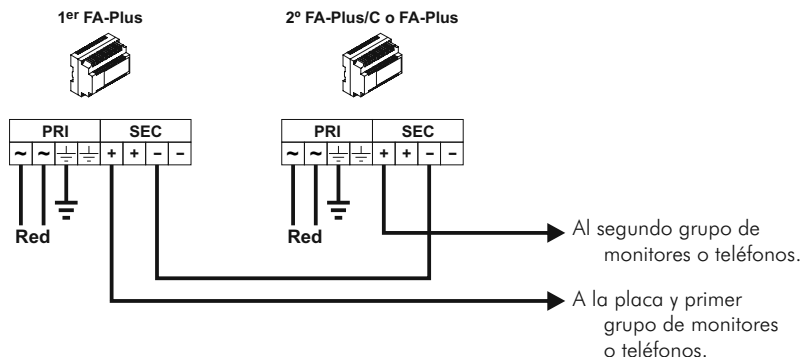 1er FA-Plus
2º FA-Plus/C o FA-Plus
PRI SEC
~ ~ + + – –
PRI SEC
~ ~ + + – –
Red
Red
Al segundo grupo de
monitores o teléfonos.
A la placa y primer
grupo de monitores
o teléfonos.